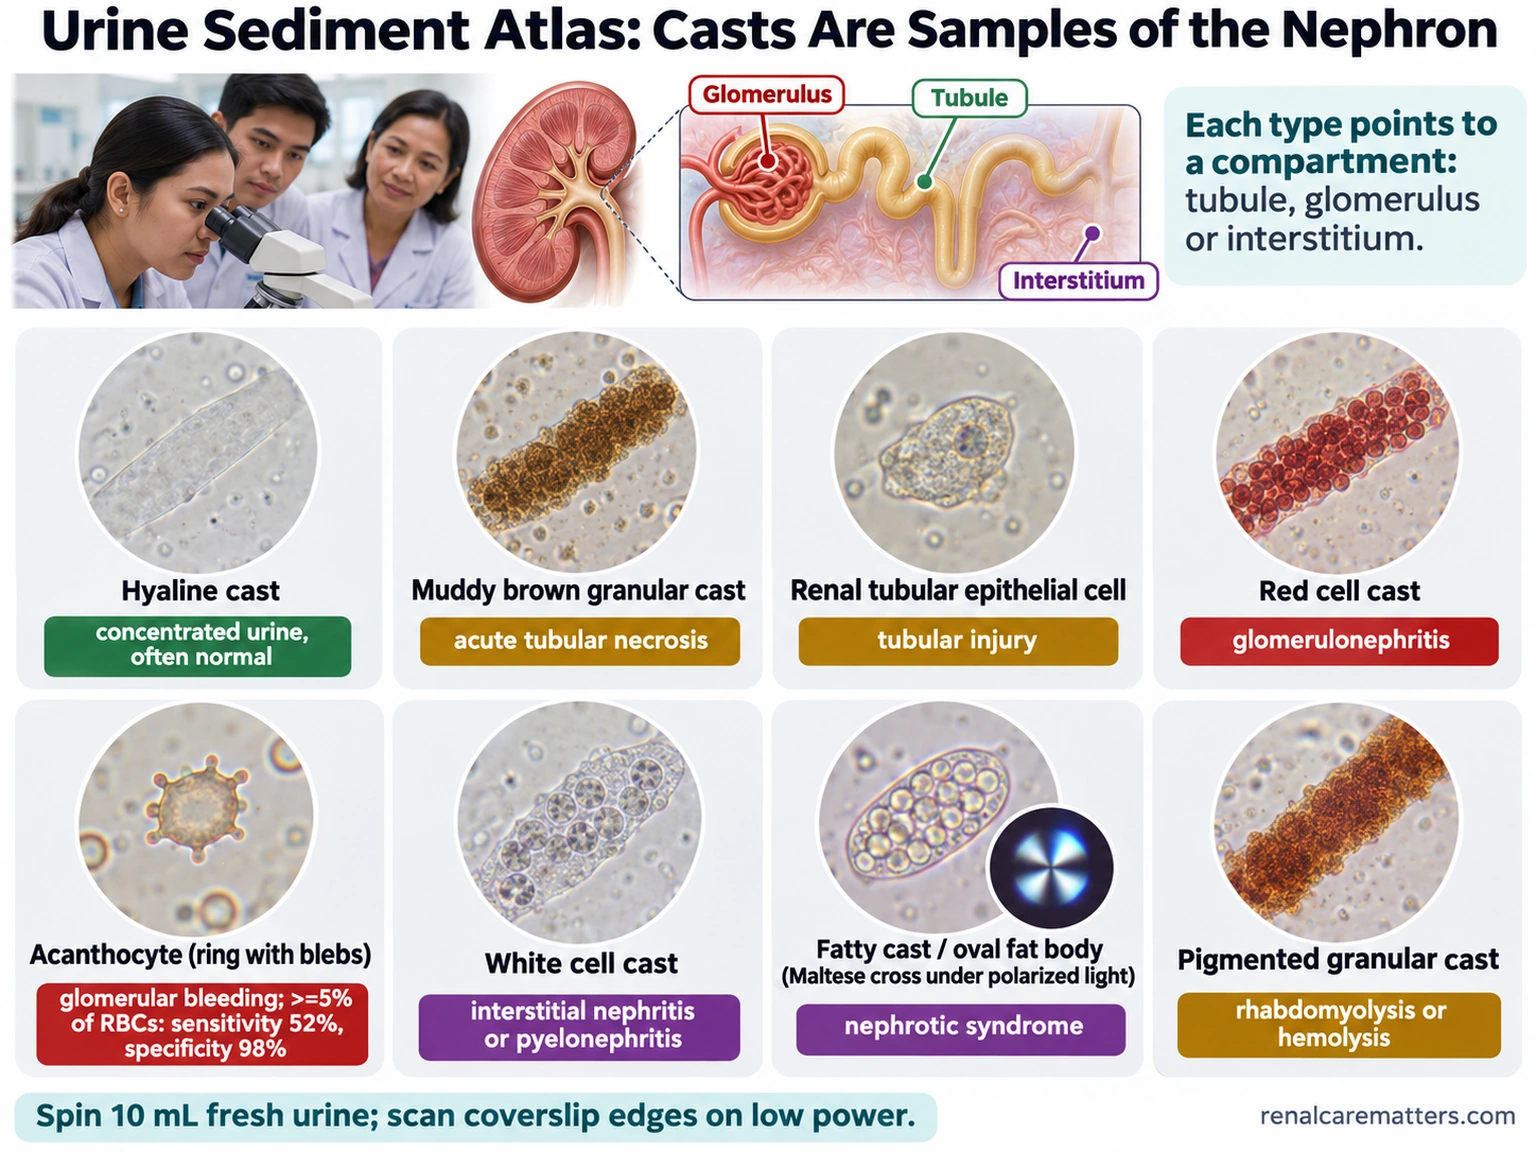 Urine Sediment Atlas: Casts Are Samples of the Nephron
Glomerulus
Tubule
Interstitium
Each type points to
a compartment:
tubule, glomerulus
or interstitium.
Hyaline cast
concentrated urine,
often normal
Muddy brown granular cast
acute tubular necrosis
Renal tubular epithelial cell
tubular injury
Red cell cast
glomerulonephritis
Acanthocyte (ring with blebs)
glomerular bleeding; >=5%
of RBCs: sensitivity 52%,
specificity 98%
White cell cast
interstitial nephritis
or pyelonephritis
Fatty cast / oval fat body
(Maltese cross under polarized light)
nephrotic syndrome
Pigmented granular cast
rhabdomyolysis or
hemolysis
Spin 10 mL fresh urine; scan coverslip edges on low power.
renalcarematters.com